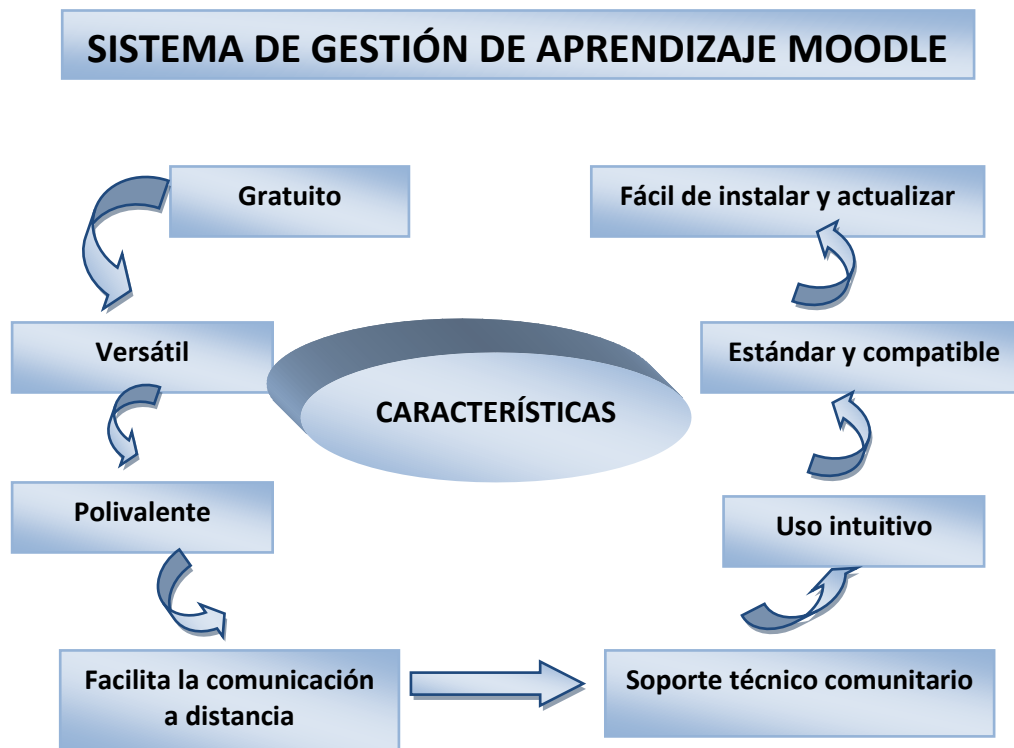 SISTEMA DE GESTIÓN DE APRENDIZAJE MOODLE
Gratuito
Fácil de instalar y actualizar
Versátil
Estándar y compatible
CARACTERÍSTICAS
Polivalente
Uso intuitivo
Facilita la comunicación
a distancia
Soporte técnico comunitario